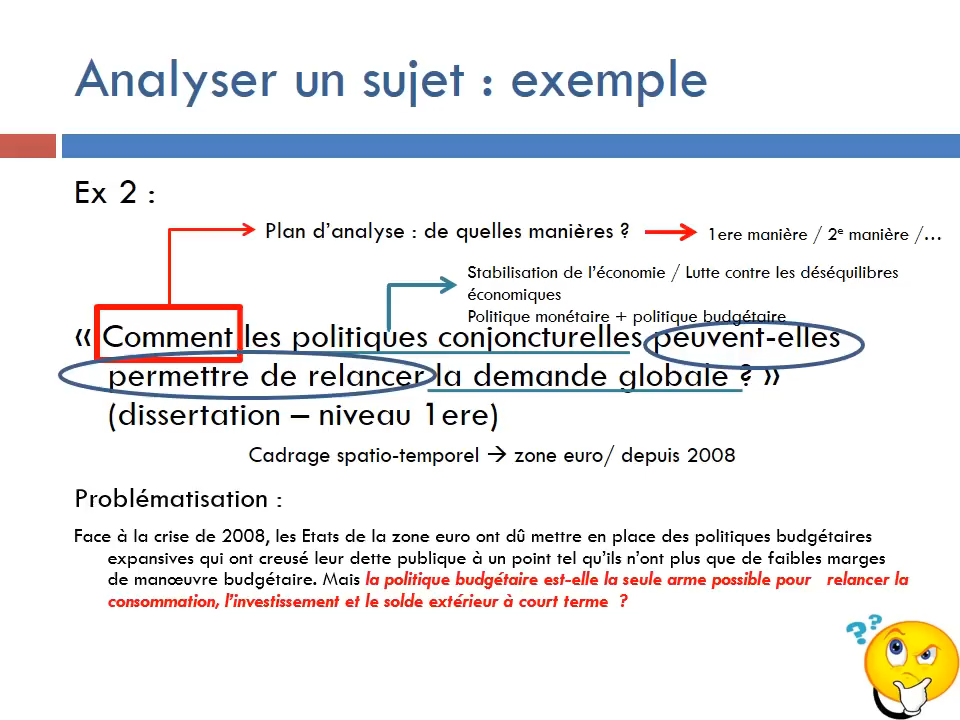 Analyser un sujet : exemple
Ex 2 :
Plan d'analyse : de quelles manières ?
1ere manière / 2e manière /…
Stabilisation de l'économie / Lutte contre les déséquilibres
économiques
Politique monétaire + politique budgétaire
« Comment les politiques conjoncturelles peuvent-elles
permettre de relancer la demande globale ? »
(dissertation – niveau 1ere)
Cadrage spatio-temporel → zone euro/ depuis 2008
Problématisation :
Face à la crise de 2008, les Etats de la zone euro ont dû mettre en place des politiques budgétaires
expansives qui ont creusé leur dette publique à un point tel qu'ils n'ont plus que de faibles marges
de manœuvre budgétaire. Mais la politique budgétaire est-elle la seule arme possible pour relancer la
consommation, l'investissement et le solde extérieur à court terme ?
??